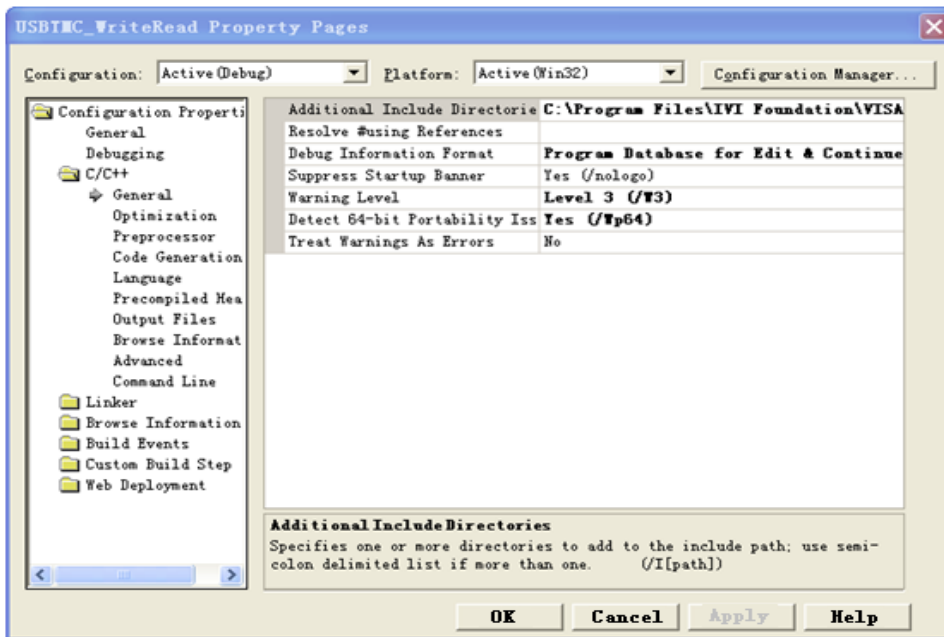 USBTMC_WriteRead Property Pages
Configuration: Active(Debug) Platform: Active(Win32) Configuration Manager...
Configuration Properti
General
Debugging
C/C++
General
Optimization
Preprocessor
Code Generation
Language
Precompiled Hea
Output Files
Browse Informat
Advanced
Command Line
Linker
Browse Information
Build Events
Custom Build Step
Web Deployment
Additional Include Directorie C:\Program Files\IVI Foundation\VISA
Resolve #using References
Debug Information Format Program Database for Edit & Continue
Suppress Startup Banner Yes (/nologo)
Warning Level Level 3 (/W3)
Detect 64-bit Portability Iss Yes (/Wp64)
Treat Warnings As Errors No
Additional Include Directories
Specifies one or more directories to add to the include path; use semi-
colon delimited list if more than one. (/I[path])
OK Cancel Apply Help